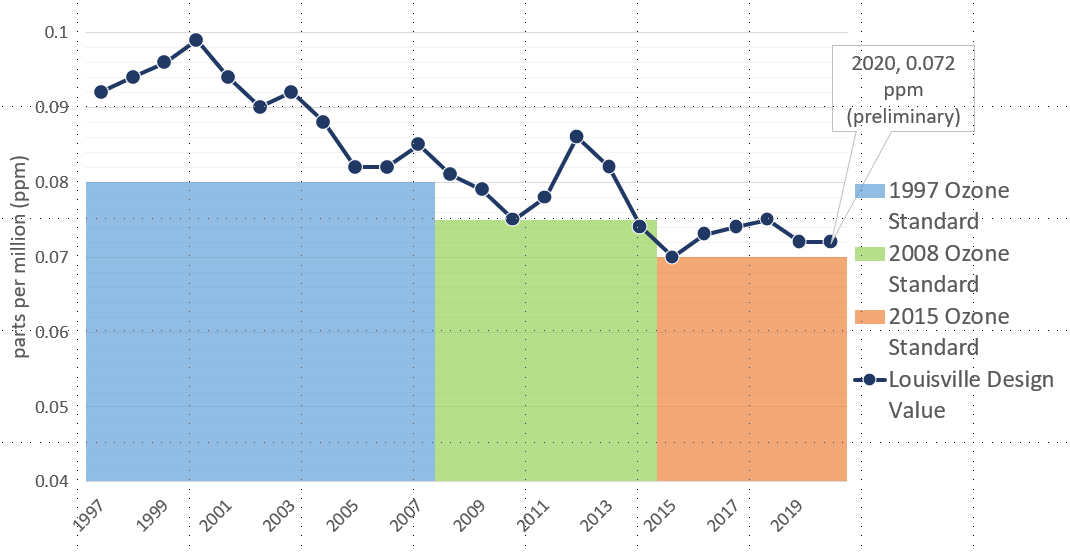 0.1
0.09
0.08
0.07
0.06
0.05
0.04
parts per million (ppm)
1997
1999
2001
2003
2005
2007
2009
2011
2013
2015
2017
2019
2020, 0.072
ppm
(preliminary)
1997 Ozone
Standard
2008 Ozone
Standard
2015 Ozone
Standard
Louisville Design
Value